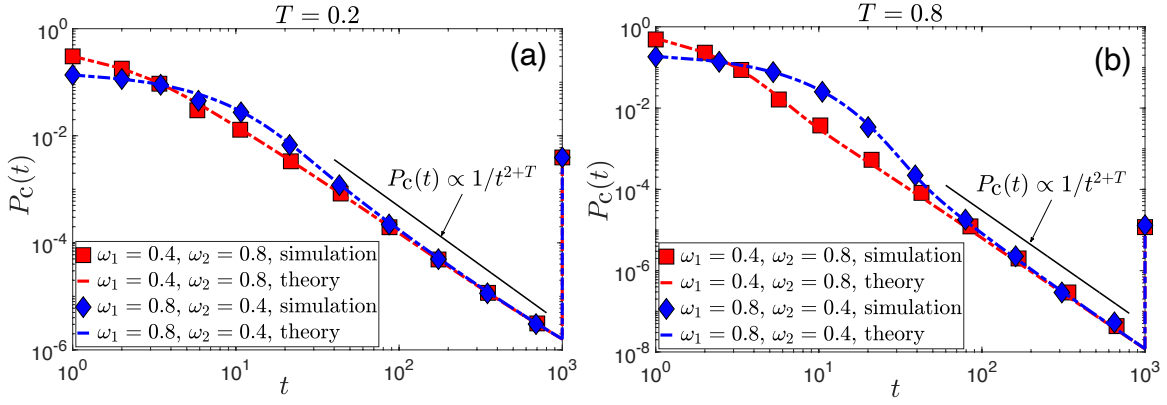 T = 0.2
(a)
P_c(t)
10^0
10^-2
10^-4
10^-6
P_c(t) ∝ 1/t^{2+T}
ω_1 = 0.4, ω_2 = 0.8, simulation
ω_1 = 0.4, ω_2 = 0.8, theory
ω_1 = 0.8, ω_2 = 0.4, simulation
ω_1 = 0.8, ω_2 = 0.4, theory
10^0 10^1 10^2 10^3
t
T = 0.8
(b)
P_c(t)
10^0
10^-2
10^-4
10^-6
10^-8
P_c(t) ∝ 1/t^{2+T}
ω_1 = 0.4, ω_2 = 0.8, simulation
ω_1 = 0.4, ω_2 = 0.8, theory
ω_1 = 0.8, ω_2 = 0.4, simulation
ω_1 = 0.8, ω_2 = 0.4, theory
10^0 10^1 10^2 10^3
t